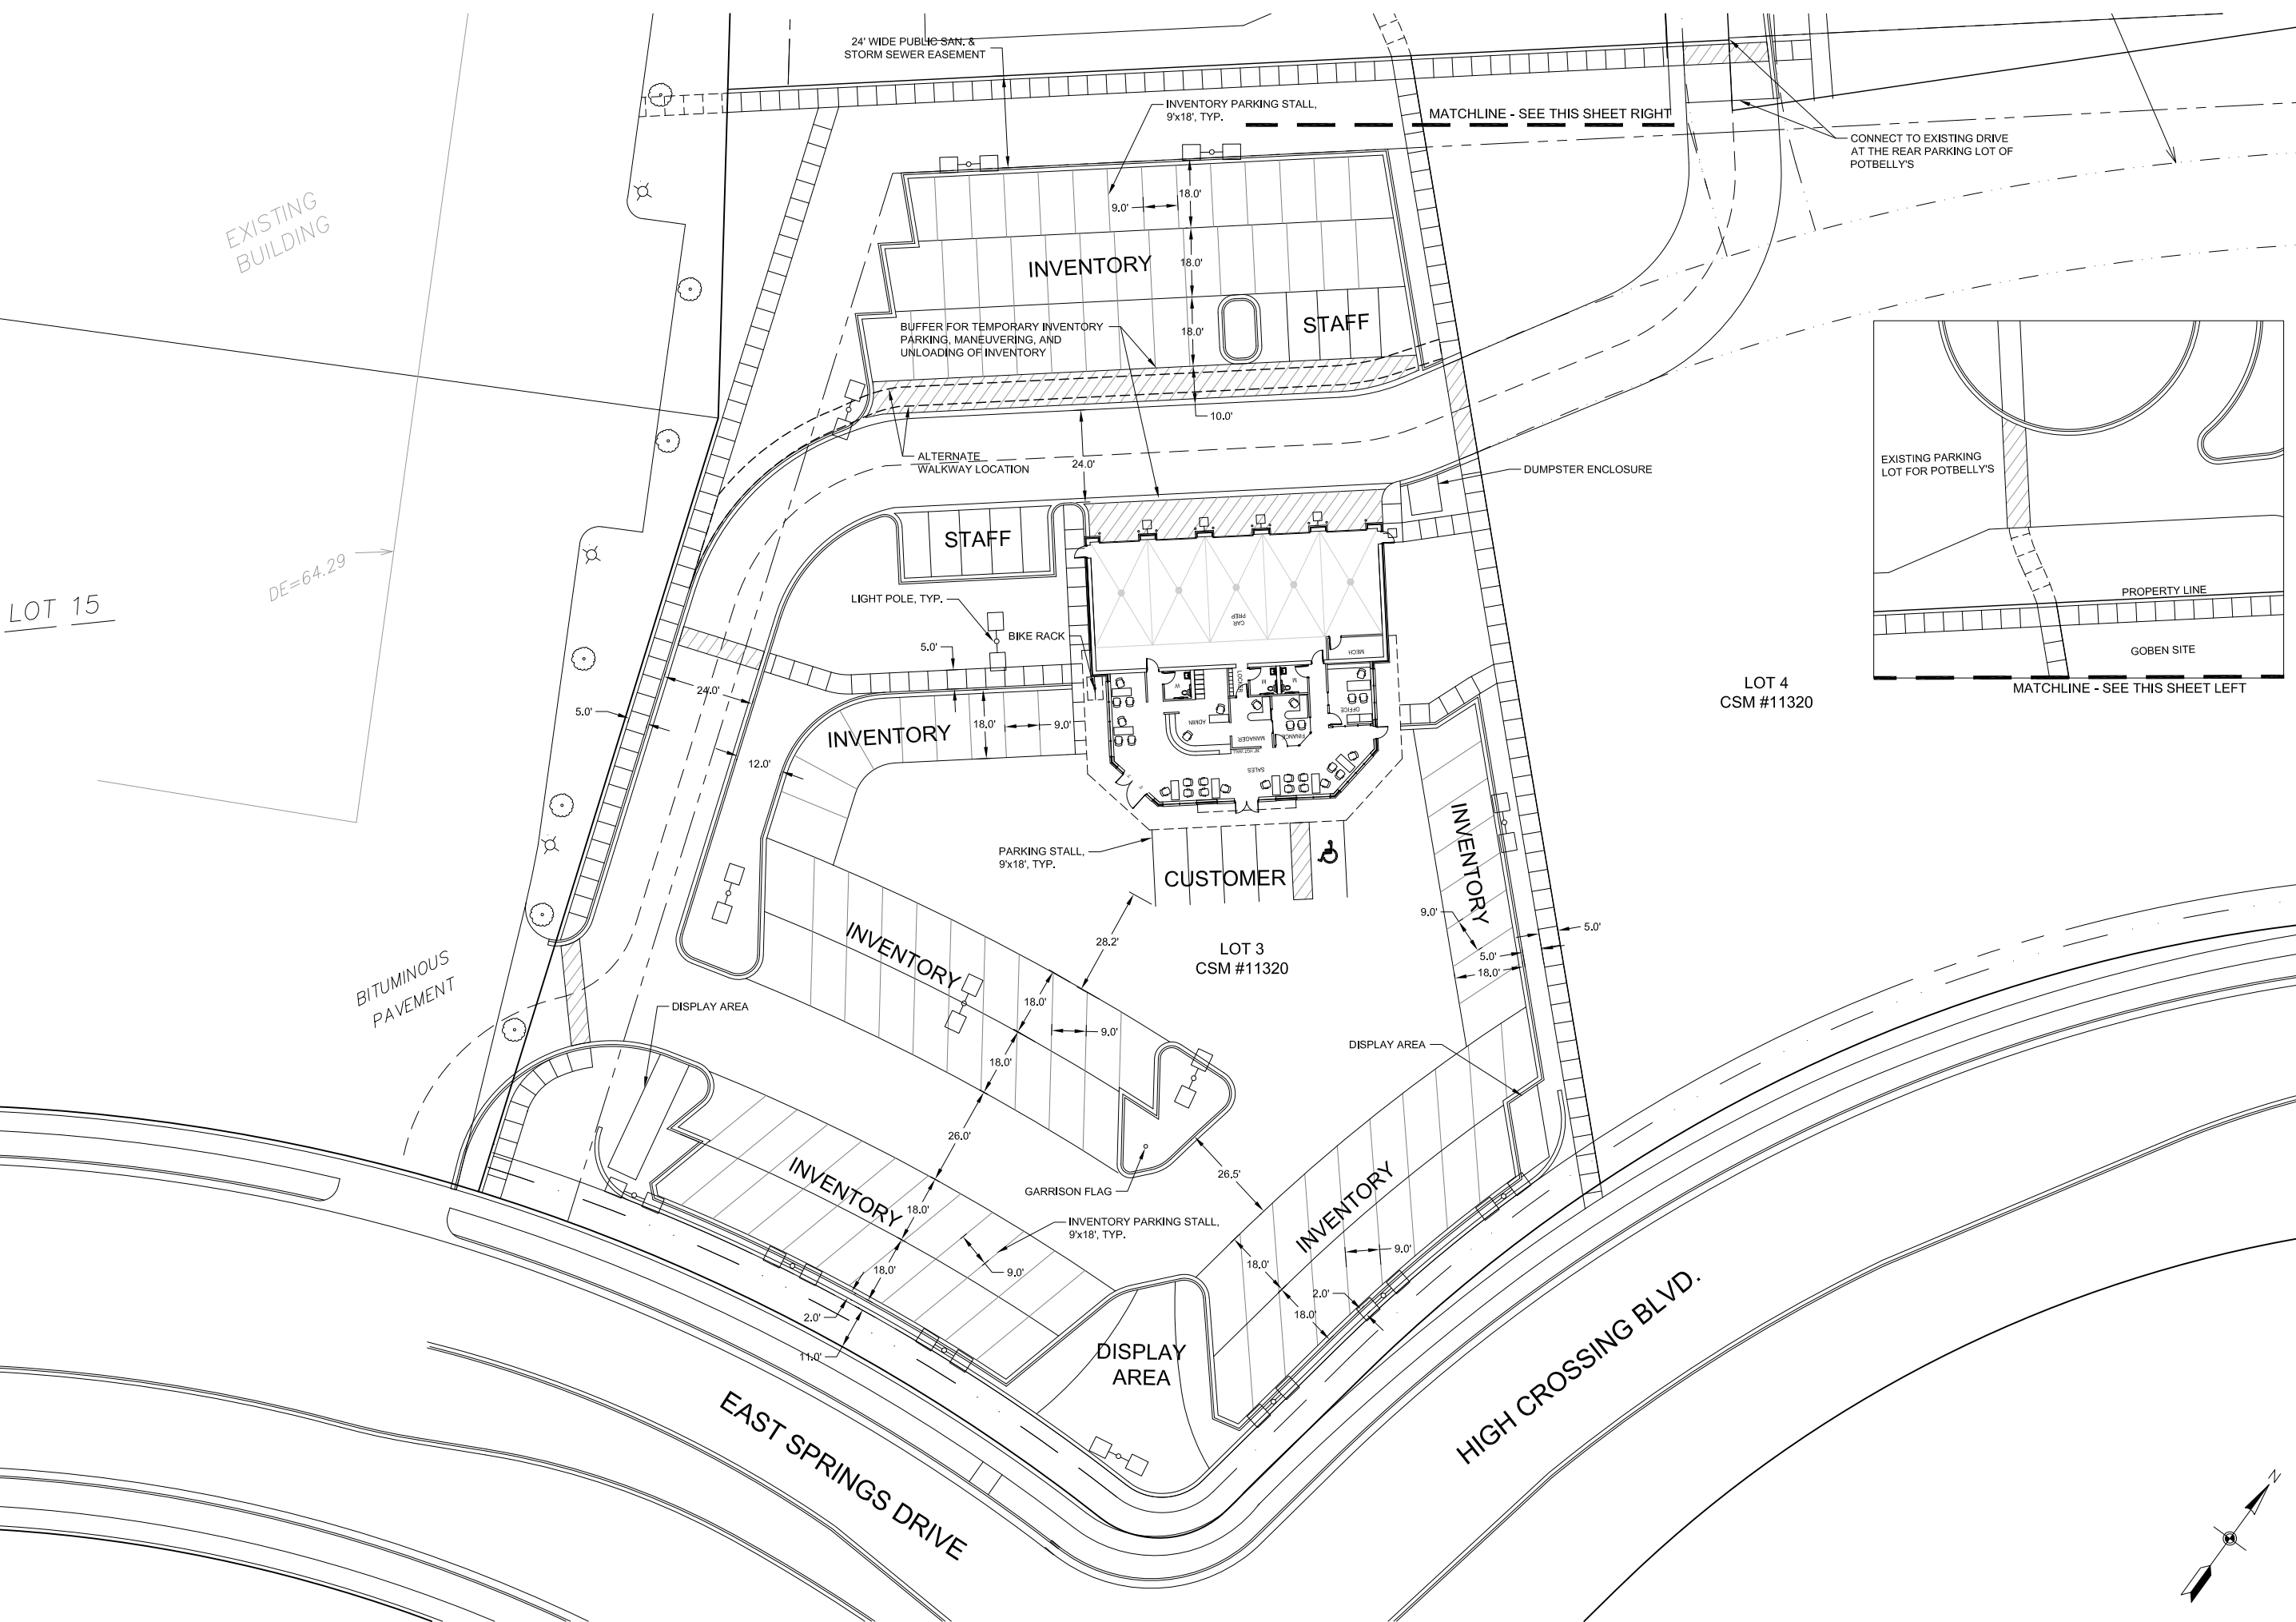 24' WIDE PUBLIC SAN. &
STORM SEWER EASEMENT
INVENTORY PARKING STALL,
9'x18', TYP.
MATCHLINE - SEE THIS SHEET RIGHT
CONNECT TO EXISTING DRIVE
AT THE REAR PARKING LOT OF
POTBELLY'S
EXISTING
BUILDING
9.0'
18.0'
INVENTORY
18.0'
BUFFER FOR TEMPORARY INVENTORY
PARKING, MANEUVERING, AND
UNLOADING OF INVENTORY
18.0'
STAFF
10.0'
ALTERNATE
WALKWAY LOCATION
24.0'
DUMPSTER ENCLOSURE
EXISTING PARKING
LOT FOR POTBELLY'S
PROPERTY LINE
GOBEN SITE
MATCHLINE - SEE THIS SHEET LEFT
STAFF
DE=64.29
LOT 15
LIGHT POLE, TYP.
BIKE RACK
5.0'
CAR
PREP
MECH
LOCKER
W
M
M
OFFICE
ADMIN
MANAGER
FINANCE
SALES
LOT 4
CSM #11320
24.0'
5.0'
INVENTORY
18.0'
9.0'
12.0'
PARKING STALL,
9'x18', TYP.
CUSTOMER
INVENTORY
9.0'
5.0'
5.0'
18.0'
28.2'
LOT 3
CSM #11320
INVENTORY
BITUMINOUS
PAVEMENT
DISPLAY AREA
18.0'
9.0'
18.0'
DISPLAY AREA
26.0'
26.5'
GARRISON FLAG
INVENTORY
18.0'
INVENTORY PARKING STALL,
9'x18', TYP.
9.0'
18.0'
2.0'
11.0'
INVENTORY
18.0'
9.0'
2.0'
18.0'
DISPLAY
AREA
EAST SPRINGS DRIVE
HIGH CROSSING BLVD.
N